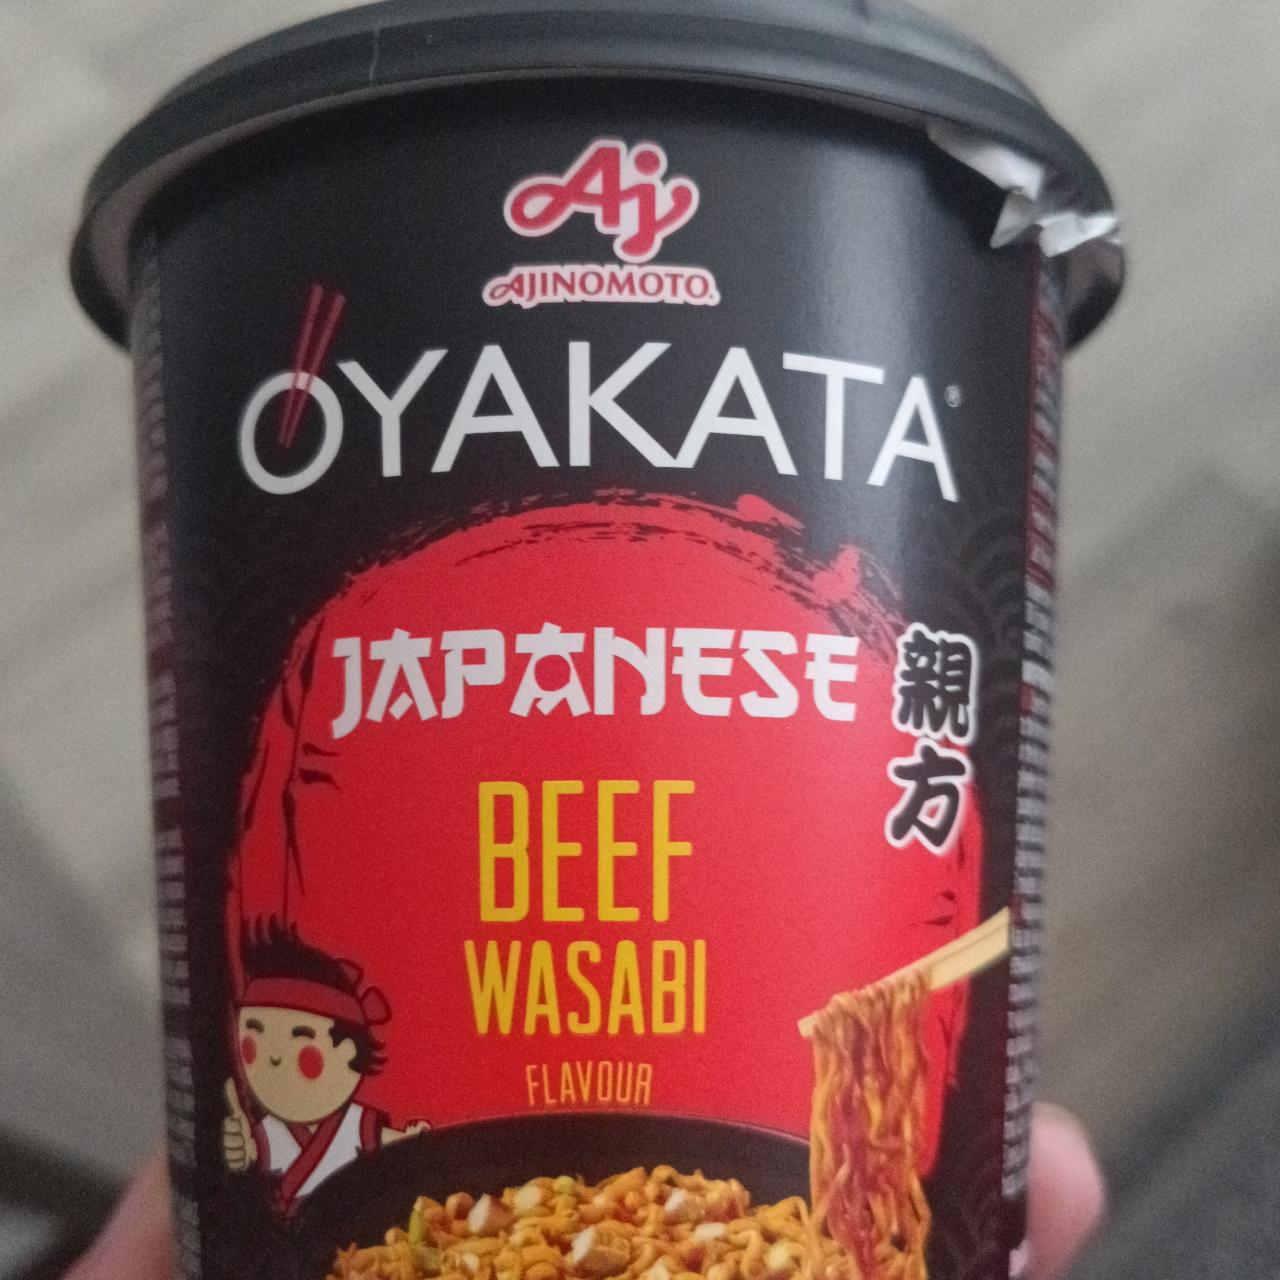 Aj
AJINOMOTO.
OYAKATA®
JAPANESE
親方
BEEF
WASABI
FLAVOUR